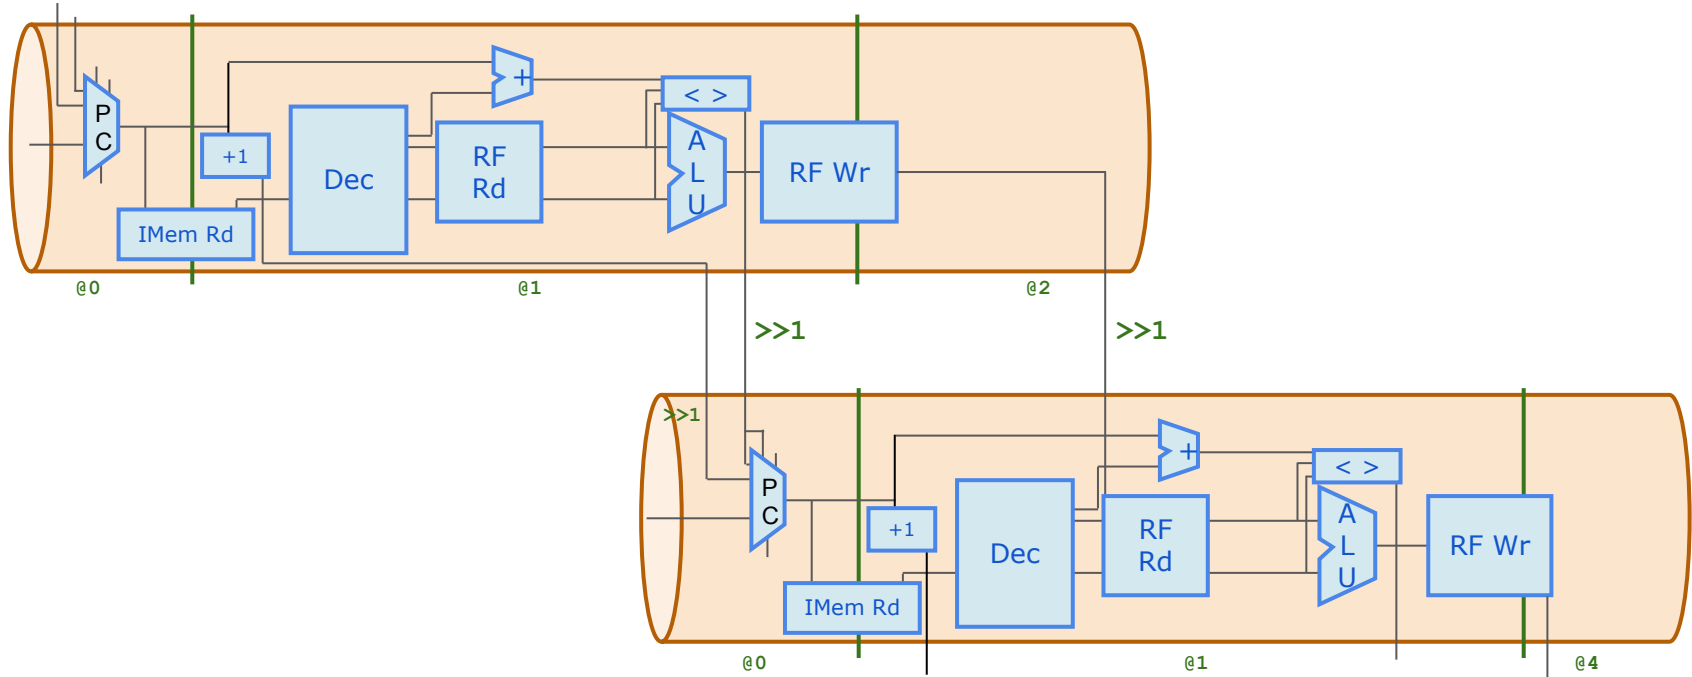 P
C
+1
IMem Rd
Dec
+
RF
Rd
< >
A
L
U
RF Wr
@0
@1
@2
>>1
>>1
>>1
P
C
+1
IMem Rd
Dec
+
RF
Rd
< >
A
L
U
RF Wr
@0
@1
@4